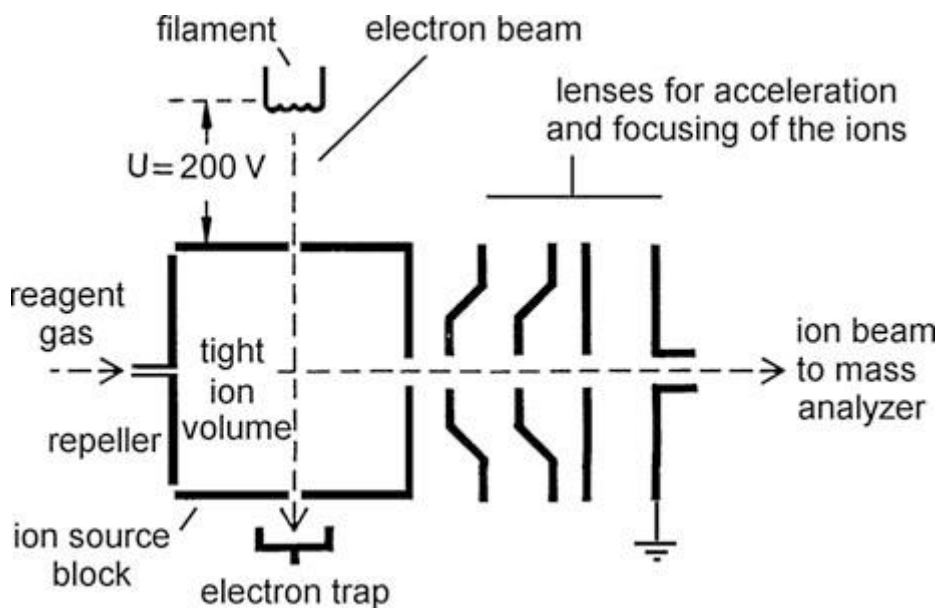 filament
electron beam
lenses for acceleration
and focusing of the ions
U= 200 V
reagent
gas
tight
ion
volume
repeller
ion beam
to mass
analyzer
ion source
block
electron trap